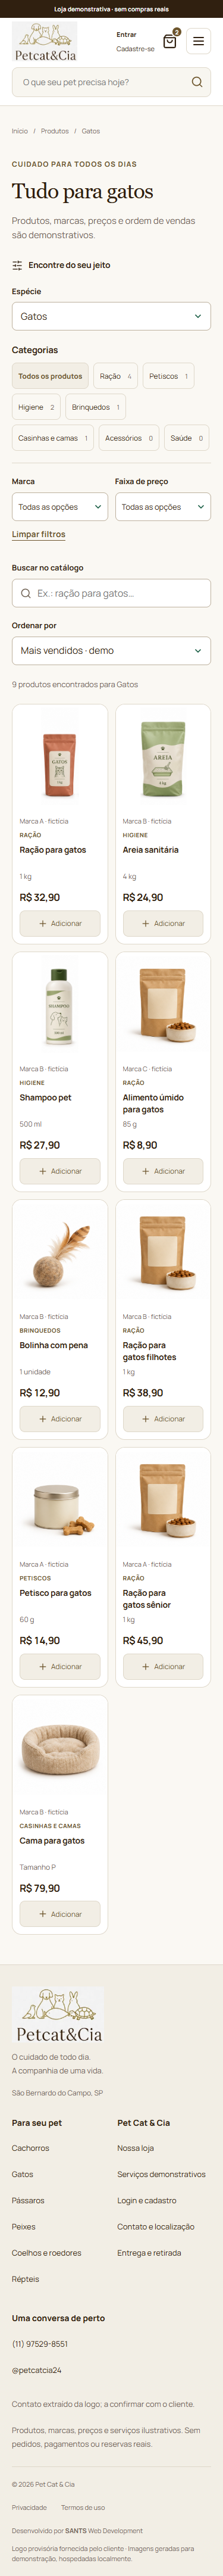 Loja demonstrativa · sem compras reais
Petcat&Cia
Entrar
Cadastre-se
2
O que seu pet precisa hoje?
Início / Produtos / Gatos
CUIDADO PARA TODOS OS DIAS
Tudo para gatos
Produtos, marcas, preços e ordem de vendas
são demonstrativos.
Encontre do seu jeito
Espécie
Gatos
Categorias
Todos os produtos
Ração 4
Petiscos 1
Higiene 2
Brinquedos 1
Casinhas e camas 1
Acessórios 0
Saúde 0
Marca
Faixa de preço
Todas as opções
Todas as opções
Limpar filtros
Buscar no catálogo
Ex.: ração para gatos...
Ordenar por
Mais vendidos · demo
9 produtos encontrados para Gatos
GATOS
Marca A · fictícia
RAÇÃO
Ração para gatos
1 kg
R$ 32,90
Adicionar
AREIA
Marca B · fictícia
HIGIENE
Areia sanitária
4 kg
R$ 24,90
Adicionar
SHAMPOO
Marca B · fictícia
HIGIENE
Shampoo pet
500 ml
R$ 27,90
Adicionar
Marca C · fictícia
RAÇÃO
Alimento úmido
para gatos
85 g
R$ 8,90
Adicionar
Marca B · fictícia
BRINQUEDOS
Bolinha com pena
1 unidade
R$ 12,90
Adicionar
Marca B · fictícia
RAÇÃO
Ração para
gatos filhotes
1 kg
R$ 38,90
Adicionar
Marca A · fictícia
PETISCOS
Petisco para gatos
60 g
R$ 14,90
Adicionar
Marca A · fictícia
RAÇÃO
Ração para
gatos sênior
1 kg
R$ 45,90
Adicionar
Marca B · fictícia
CASINHAS E CAMAS
Cama para gatos
Tamanho P
R$ 79,90
Adicionar
Petcat&Cia
O cuidado de todo dia.
A companhia de uma vida.
São Bernardo do Campo, SP
Para seu pet
Cachorros
Gatos
Pássaros
Peixes
Coelhos e roedores
Répteis
Pet Cat & Cia
Nossa loja
Serviços demonstrativos
Login e cadastro
Contato e localização
Entrega e retirada
Uma conversa de perto
(11) 97529-8551
@petcatcia24
Contato extraído da logo; a confirmar com o cliente.
Produtos, marcas, preços e serviços ilustrativos. Sem
pedidos, pagamentos ou reservas reais.
© 2026 Pet Cat & Cia
Privacidade Termos de uso
Desenvolvido por SANTS Web Development
Logo provisória fornecida pelo cliente · Imagens geradas para
demonstração, hospedadas localmente.